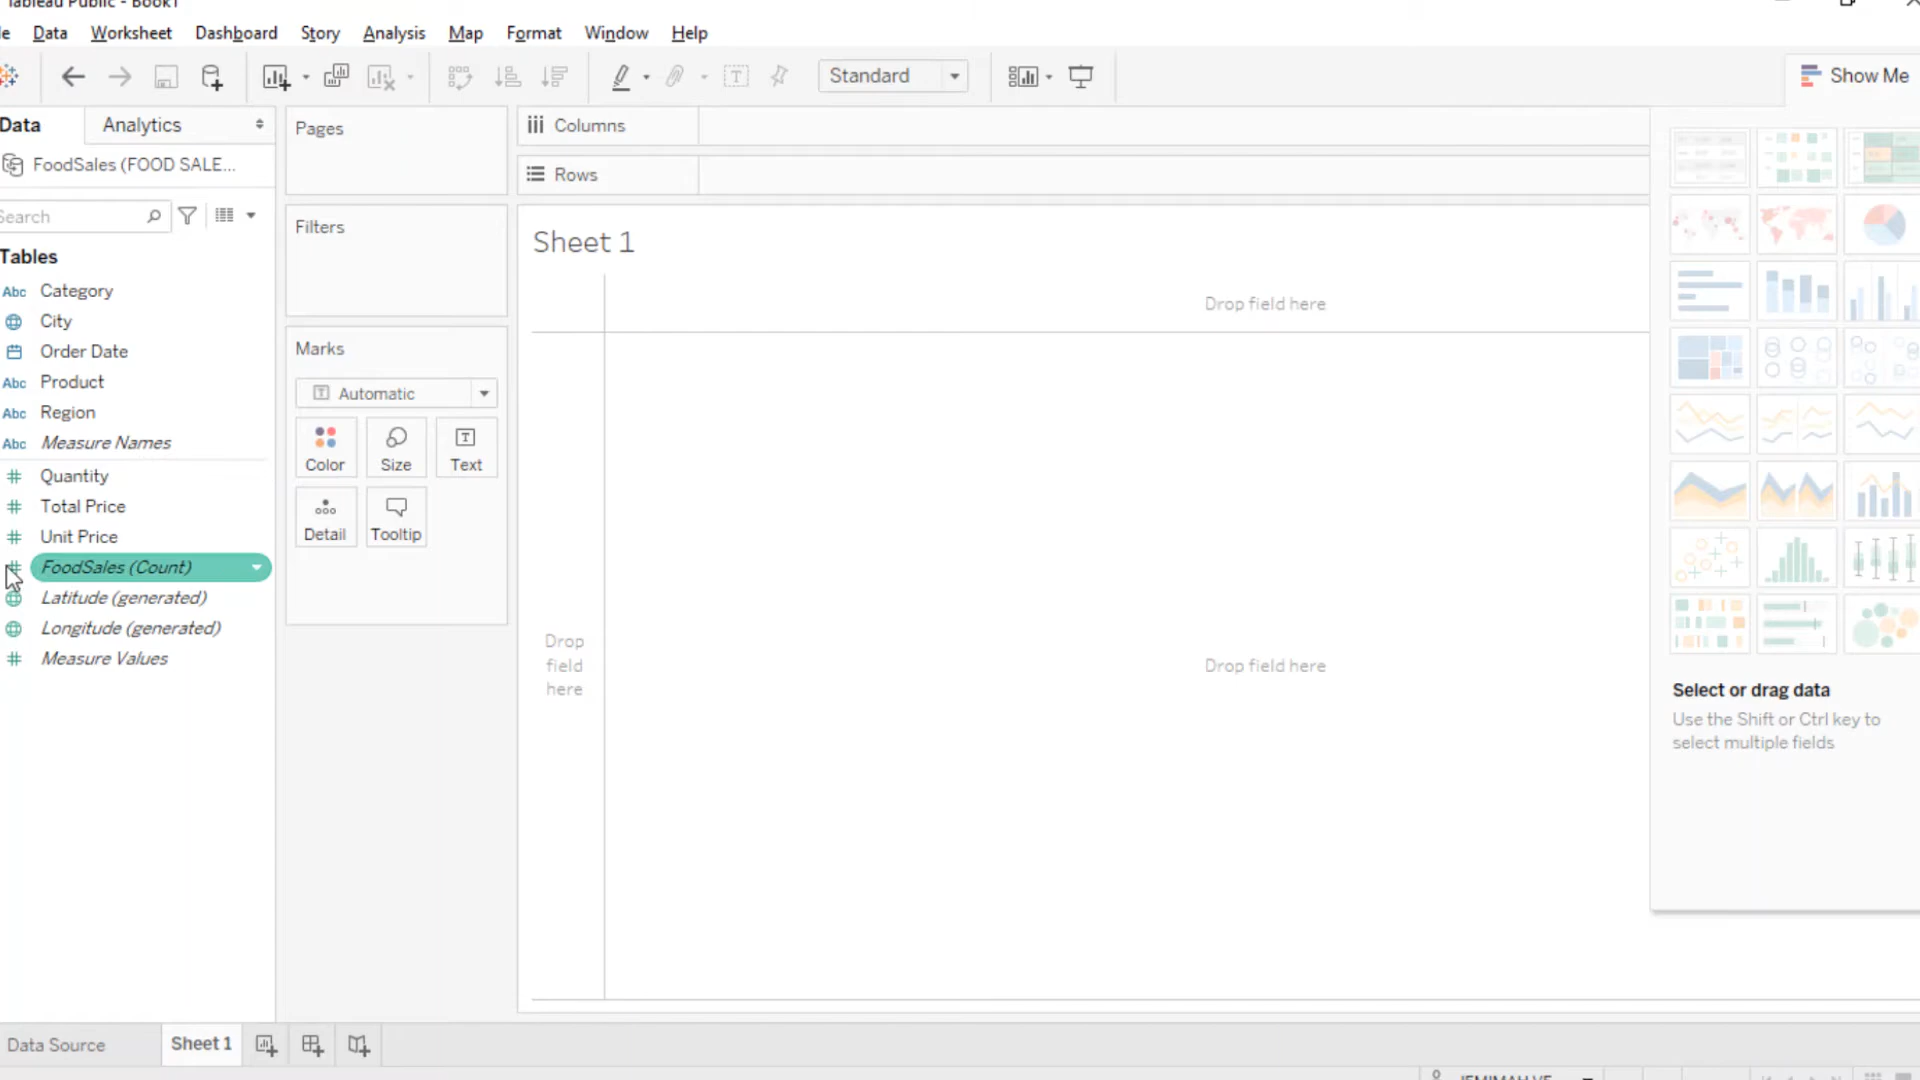 Tableau Public - Book1
Data Worksheet Dashboard Story Analysis Map Format Window Help
Standard
Show Me
Data Analytics
Pages
Columns
FoodSales (FOOD SALE...
Rows
Search
Filters
Sheet 1
Tables
Abc Category
City
Drop field here
Order Date
Marks
Abc Product
Automatic
Abc Region
Abc Measure Names
Color Size Text
Quantity
Total Price
Unit Price
Detail Tooltip
FoodSales (Count)
Latitude (generated)
Longitude (generated)
Measure Values
Drop
field
here
Drop field here
Select or drag data
Use the Shift or Ctrl key to
select multiple fields
Data Source Sheet 1